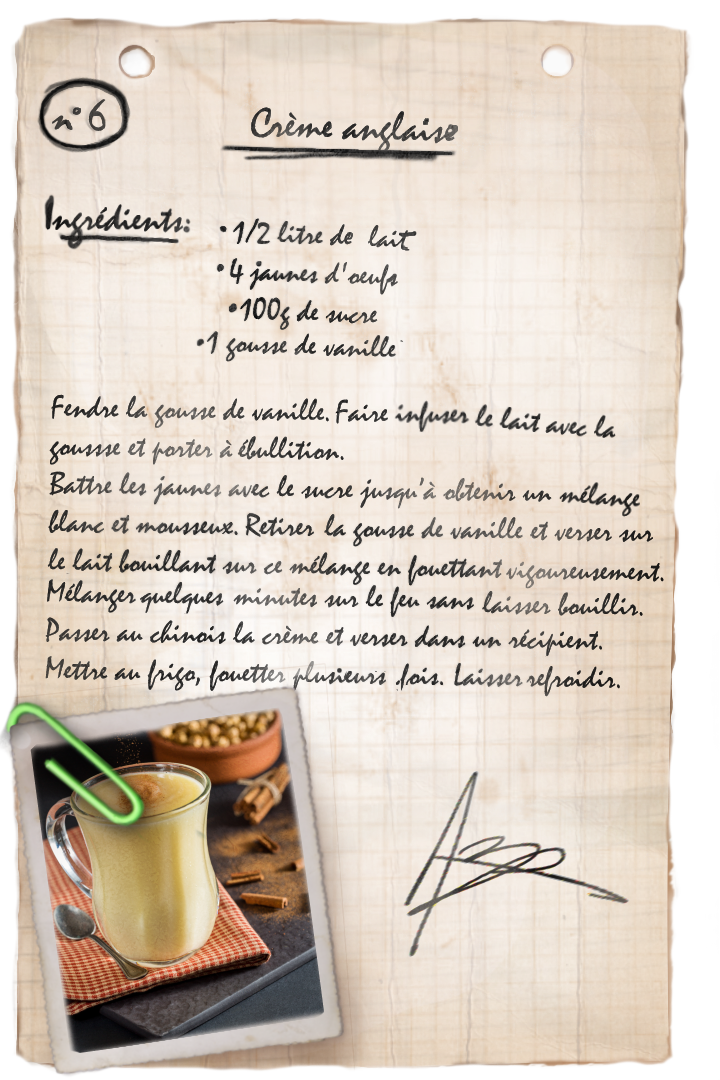 n°6
Crème anglaise
Ingrédients:
•1/2 litre de lait
•4 jaunes d'oeufs
•100g de sucre
•1 gousse de vanille
Fendre la gousse de vanille. Faire infuser le lait avec la
goussse et porter à ébullition.
Battre les jaunes avec le sucre jusqu'à obtenir un mélange
blanc et mousseux. Retirer la gousse de vanille et verser sur
le lait bouillant sur ce mélange en fouettant vigoureusement.
Mélanger quelques minutes sur le feu sans laisser bouillir.
Passer au chinois la crème et verser dans un récipient.
Mettre au frigo, fouetter plusieurs fois. Laisser refroidir.